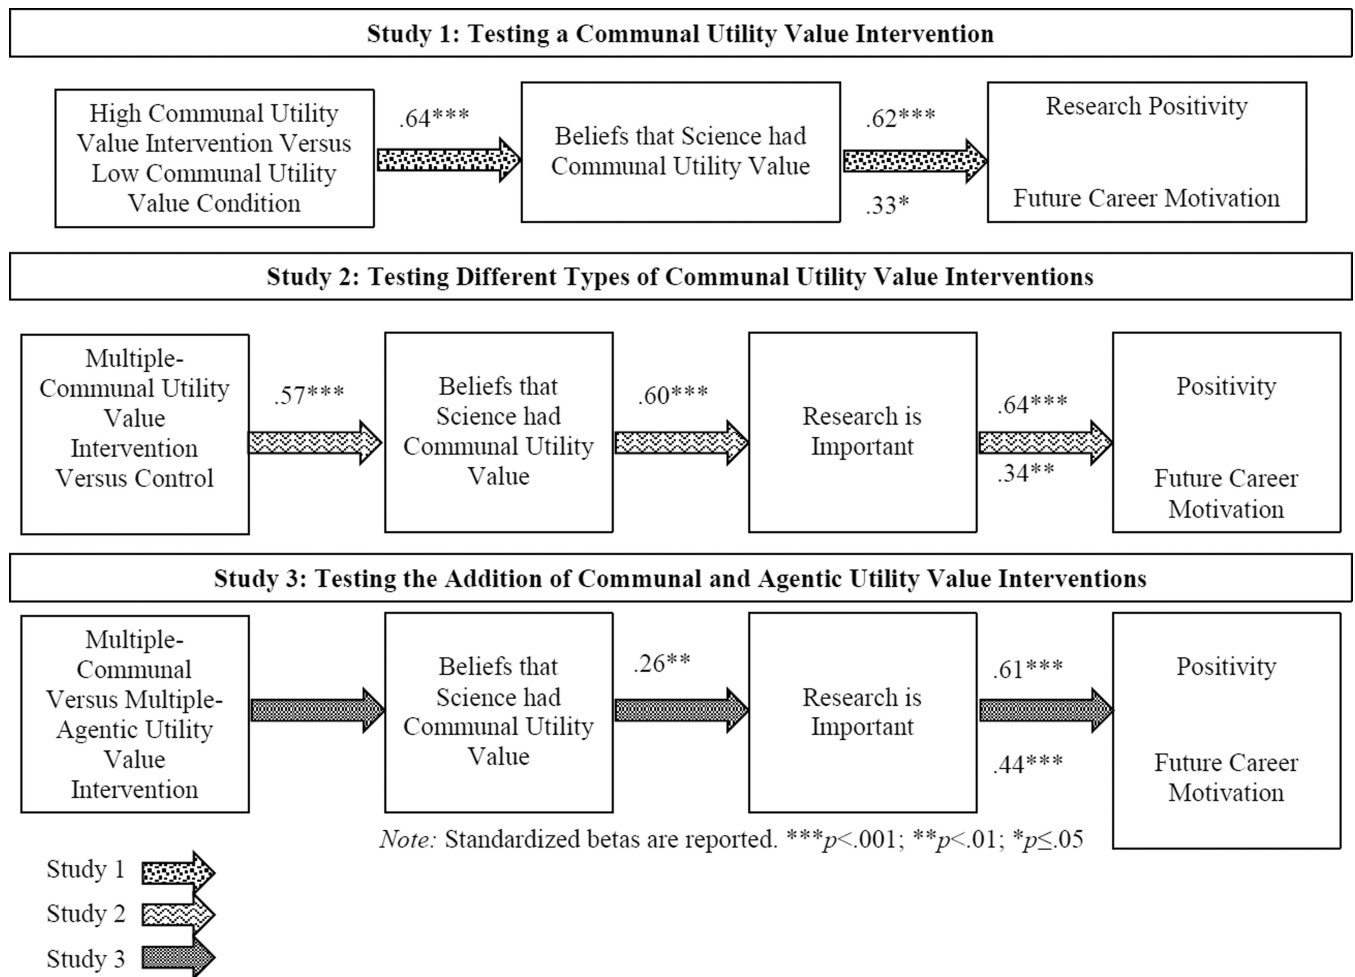 Study 1: Testing a Communal Utility Value Intervention
High Communal Utility
Value Intervention Versus
Low Communal Utility
Value Condition
.64***
Beliefs that Science had
Communal Utility Value
.62***
.33*
Research Positivity
Future Career Motivation
Study 2: Testing Different Types of Communal Utility Value Interventions
Multiple-
Communal Utility
Value
Intervention
Versus Control
.57***
Beliefs that
Science had
Communal Utility
Value
.60***
Research is
Important
.64***
.34**
Positivity
Future Career
Motivation
Study 3: Testing the Addition of Communal and Agentic Utility Value Interventions
Multiple-
Communal
Versus Multiple-
Agentic Utility
Value
Intervention
Beliefs that
Science had
Communal Utility
Value
.26**
Research is
Important
.61***
.44***
Positivity
Future Career
Motivation
Note: Standardized betas are reported. ***p<.001; **p<.01; *p≤.05
Study 1
Study 2
Study 3